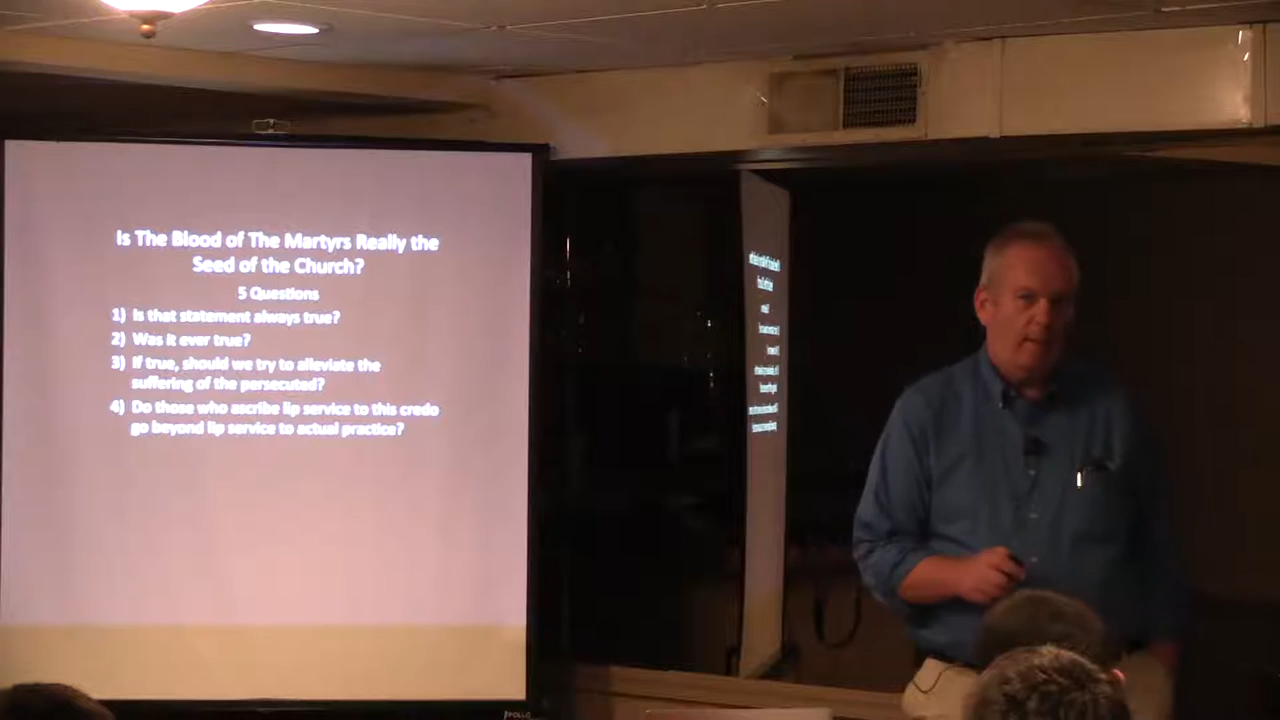 Is The Blood of The Martyrs Really the
Seed of the Church?
5 Questions
1) Is that statement always true?
2) Was it ever true?
3) If true, should we try to alleviate the
suffering of the persecuted?
4) Do those who ascribe lip service to this credo
go beyond lip service to actual practice?
APOLLO